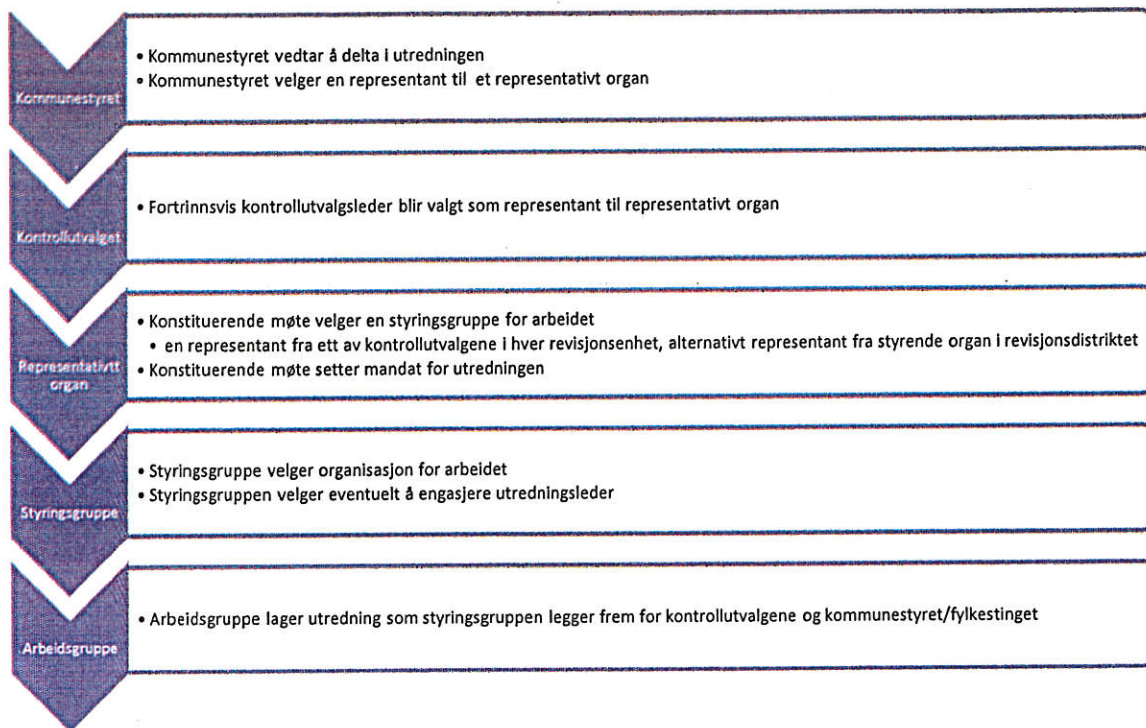 Kommunestyret
• Kommunestyret vedtar å delta i utredningen
• Kommunestyret velger en representant til et representativt organ
Kontrollutvalget
• Fortrinnsvis kontrollutvalgsleder blir valgt som representant til representativt organ
Representativtt
organ
• Konstituerende møte velger en styringsgruppe for arbeidet
• en representant fra ett av kontrollutvalgene i hver revisjonsenhet, alternativt representant fra styrende organ i revisjonsdistriktet
• Konstituerende møte setter mandat for utredningen
Styringsgruppe
• Styringsgruppe velger organisasjon for arbeidet
• Styringsgruppen velger eventuelt å engasjere utredningsleder
Arbeidsgruppe
• Arbeidsgruppe lager utredning som styringsgruppen legger frem for kontrollutvalgene og kommunestyret/fylkestinget